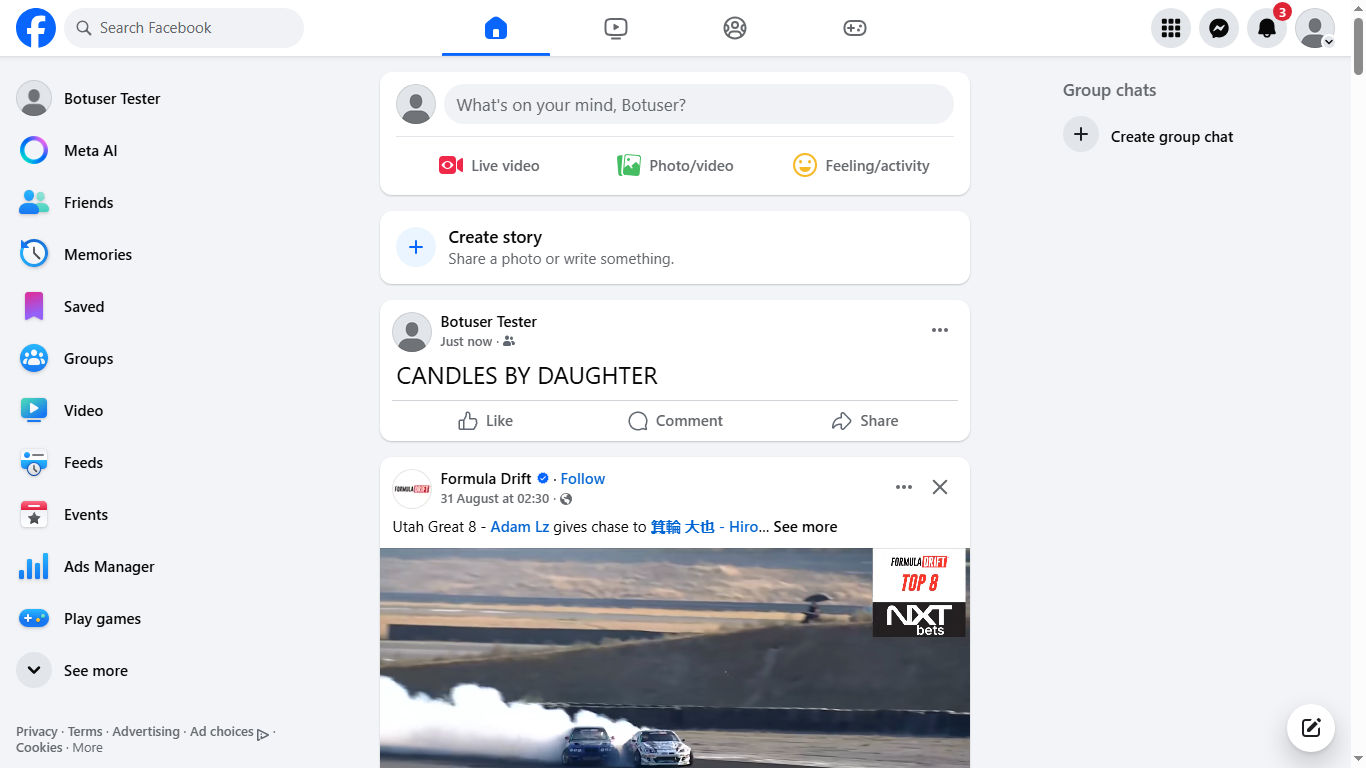 Search Facebook
3
Botuser Tester
Meta AI
Friends
Memories
Saved
Groups
Video
Feeds
Events
Ads Manager
Play games
See more
Privacy · Terms · Advertising · Ad choices ·
Cookies · More
What's on your mind, Botuser?
Live video
Photo/video
Feeling/activity
Create story
Share a photo or write something.
Botuser Tester
Just now ·
CANDLES BY DAUGHTER
Like
Comment
Share
FORMULA DRIFT
Formula Drift · Follow
31 August at 02:30 ·
Utah Great 8 - Adam Lz gives chase to 箕輪 大也 - Hiro... See more
FORMULA DRIFT
TOP 8
NXT
bets
Group chats
Create group chat